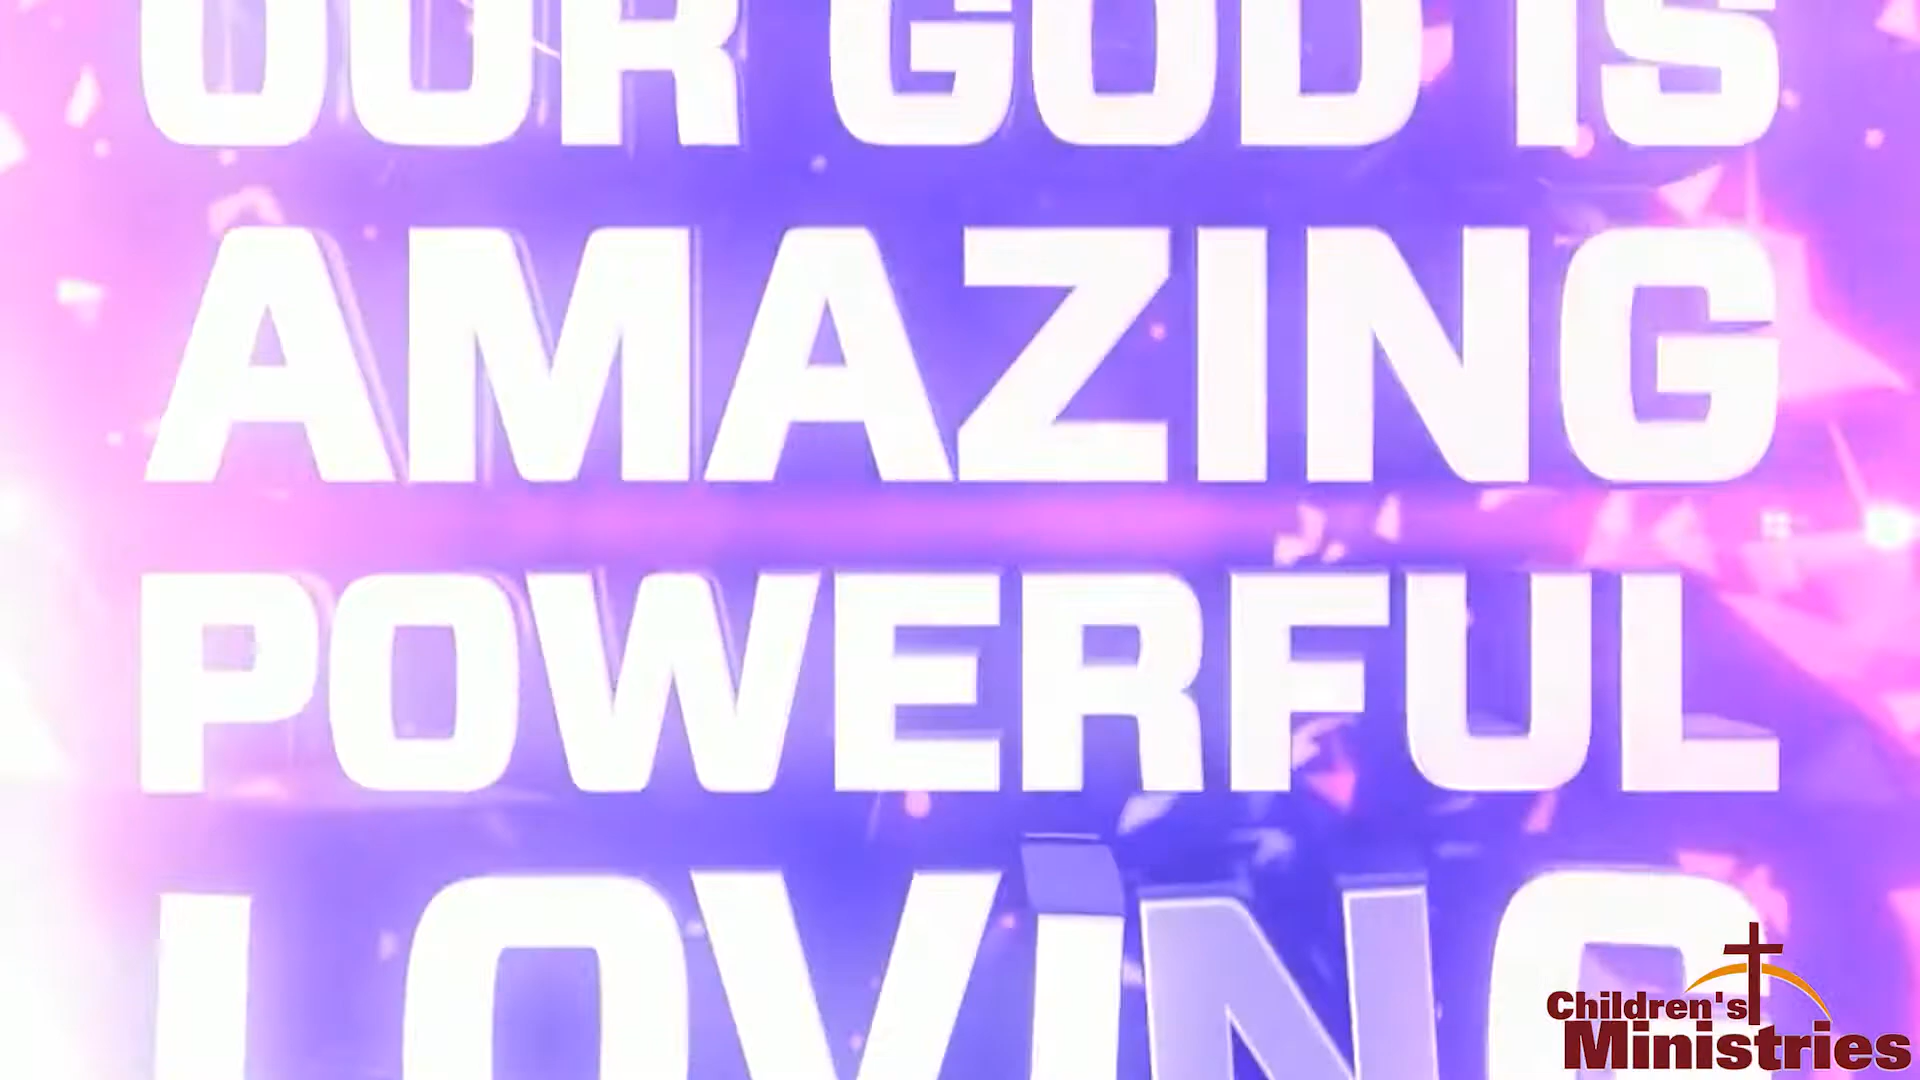 OUR GOD IS
AMAZING
POWERFUL
LOVING
Children's
Ministries